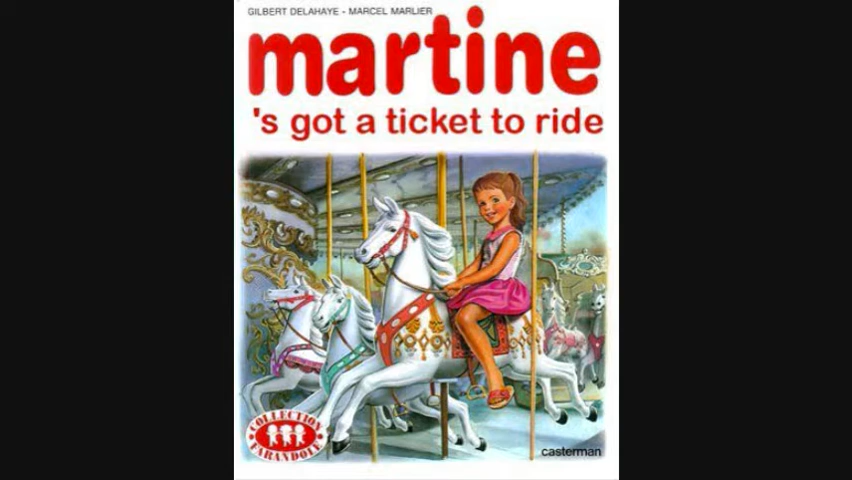 GILBERT DELAHAYE - MARCEL MARLIER
martine
's got a ticket to ride
COLLECTION
FARANDOLE
casterman